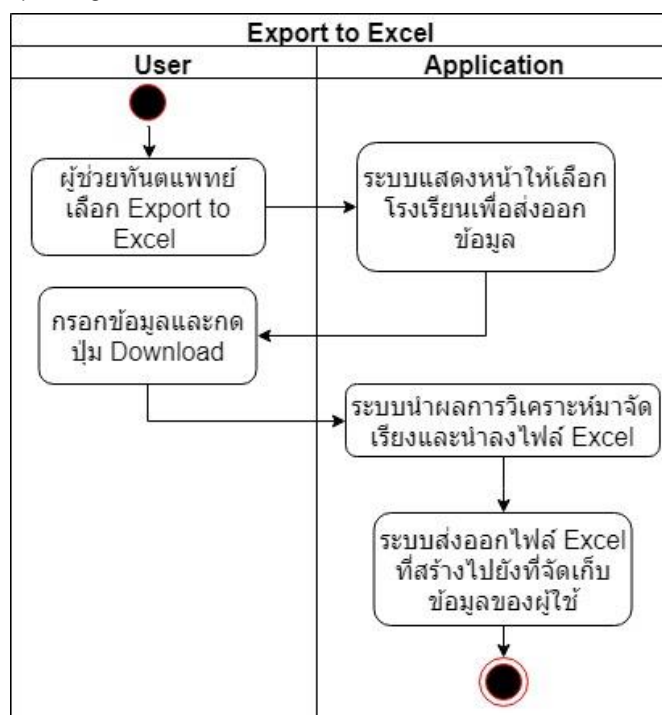 Export to Excel
User
Application
ผู้ช่วยทันตแพทย์
เลือก Export to
Excel
ระบบแสดงหน้าให้เลือก
โรงเรียนเพื่อส่งออก
ข้อมูล
กรอกข้อมูลและกด
ปุ่ม Download
ระบบนำผลการวิเคราะห์มาจัด
เรียงและนำลงไฟล์ Excel
ระบบส่งออกไฟล์ Excel
ที่สร้างไปยังที่จัดเก็บ
ข้อมูลของผู้ใช้